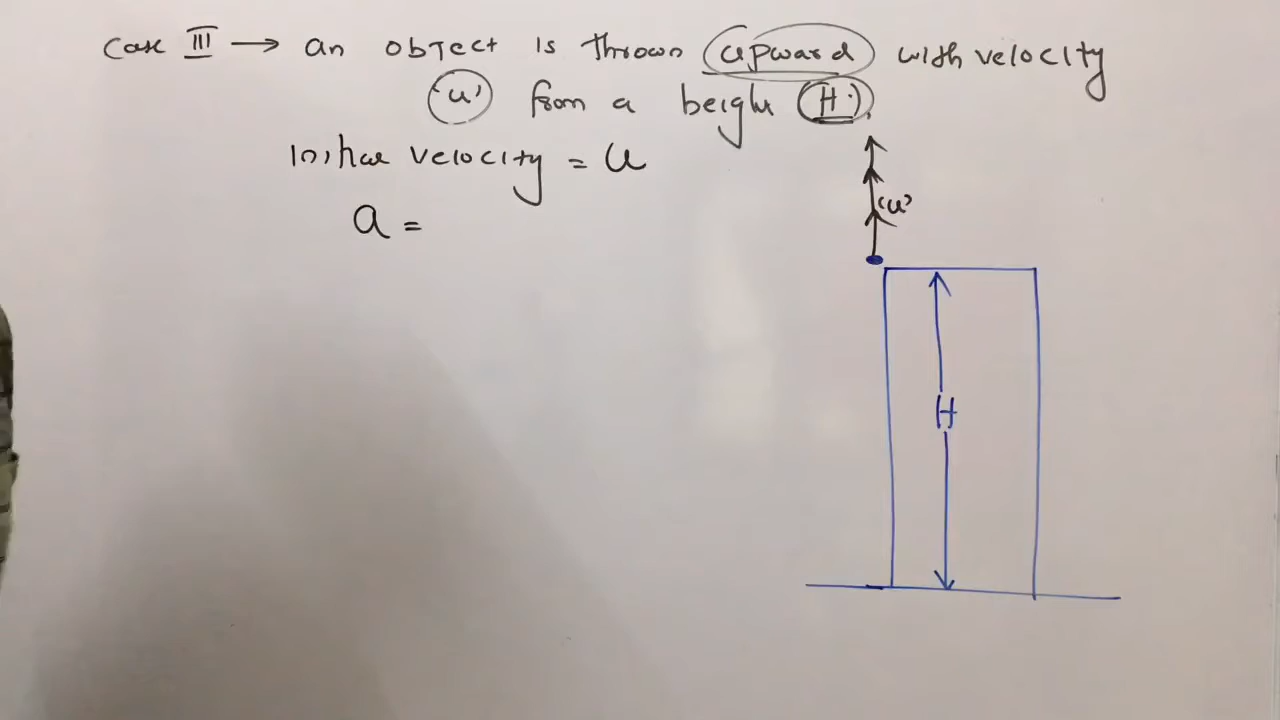 Case III → an object is thrown upward with velocity
'u' from a height (H).
Initial velocity = u
a =
'u'
H